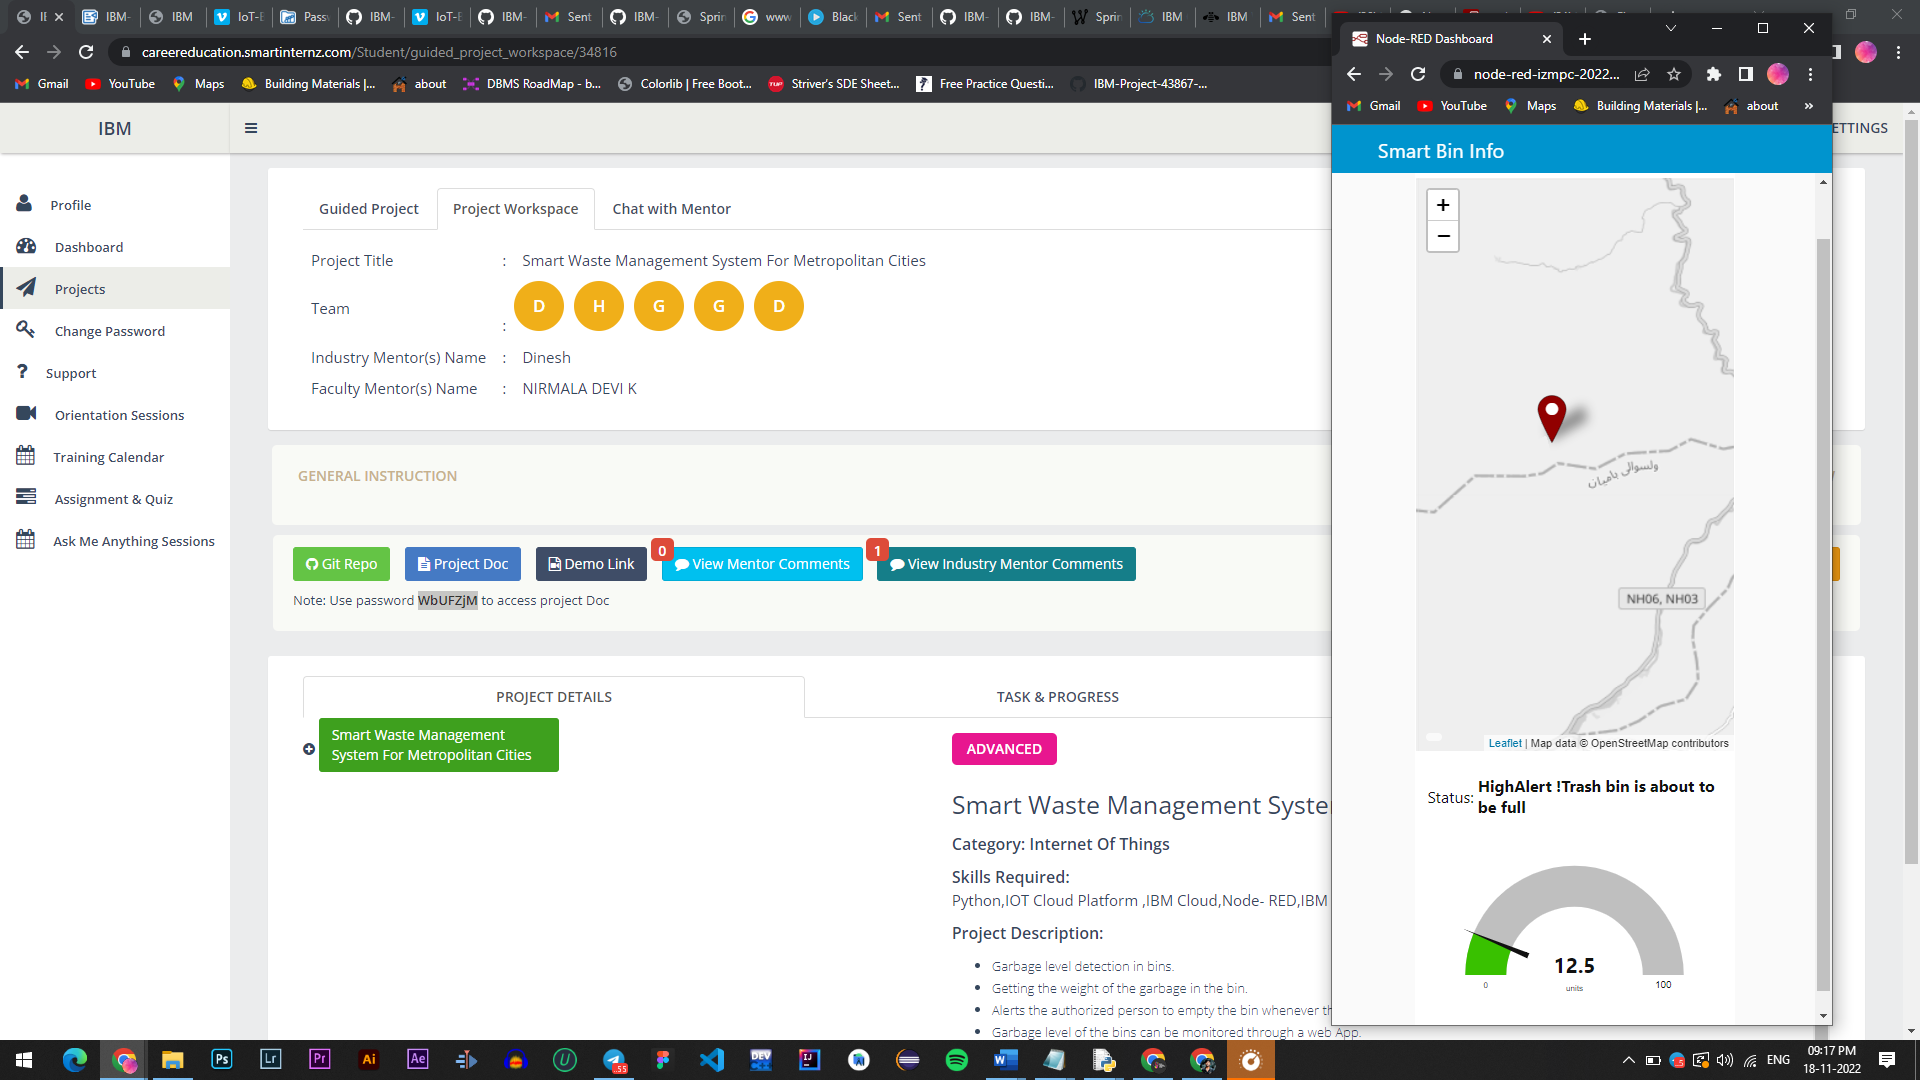 IE
IBM-
IBM
IoT-E
Passv
IBM-
IoT-E
IBM-
Sent
IBM-
Sprin
www
Black
Sent
IBM-
IBM-
Sprin
IBM
IBM
Sent
careereducation.smartinternz.com/Student/guided_project_workspace/34816
Gmail
YouTube
Maps
Building Materials |...
about
DBMS RoadMap - b...
Colorlib | Free Boot...
Striver's SDE Sheet...
Free Practice Questi...
IBM-Project-43867-...
IBM
ETTINGS
Profile
Dashboard
Projects
Change Password
Support
Orientation Sessions
Training Calendar
Assignment & Quiz
Ask Me Anything Sessions
Guided Project
Project Workspace
Chat with Mentor
Project Title : Smart Waste Management System For Metropolitan Cities
Team : D H G G D
Industry Mentor(s) Name : Dinesh
Faculty Mentor(s) Name : NIRMALA DEVI K
GENERAL INSTRUCTION
Git Repo
Project Doc
Demo Link
0
View Mentor Comments
1
View Industry Mentor Comments
Note: Use password WbUFZjM to access project Doc
PROJECT DETAILS
TASK & PROGRESS
Smart Waste Management
System For Metropolitan Cities
ADVANCED
Smart Waste Management Syste
Category: Internet Of Things
Skills Required:
Python,IOT Cloud Platform ,IBM Cloud,Node- RED,IBM
Project Description:
Garbage level detection in bins.
Getting the weight of the garbage in the bin.
Alerts the authorized person to empty the bin whenever th
Garbage level of the bins can be monitored through a web App.
Node-RED Dashboard
node-red-izmpc-2022...
Gmail
YouTube
Maps
Building Materials |...
about
»
Smart Bin Info
+
−
ولسوالی بامیان
NH06, NH03
Leaflet | Map data © OpenStreetMap contributors
Status: HighAlert !Trash bin is about to
be full
12.5
units
0
100
Ps
Lr
Pr
Ai
Ae
DEV
ENG
09:17 PM
18-11-2022